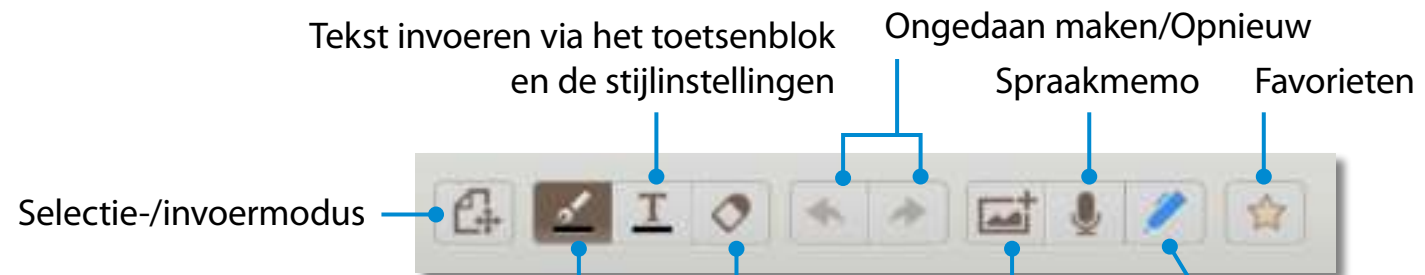 Tekst invoeren via het toetsenblok
en de stijlinstellingen
Ongedaan maken/Opnieuw
Spraakmemo
Favorieten
Selectie-/invoermodus
T